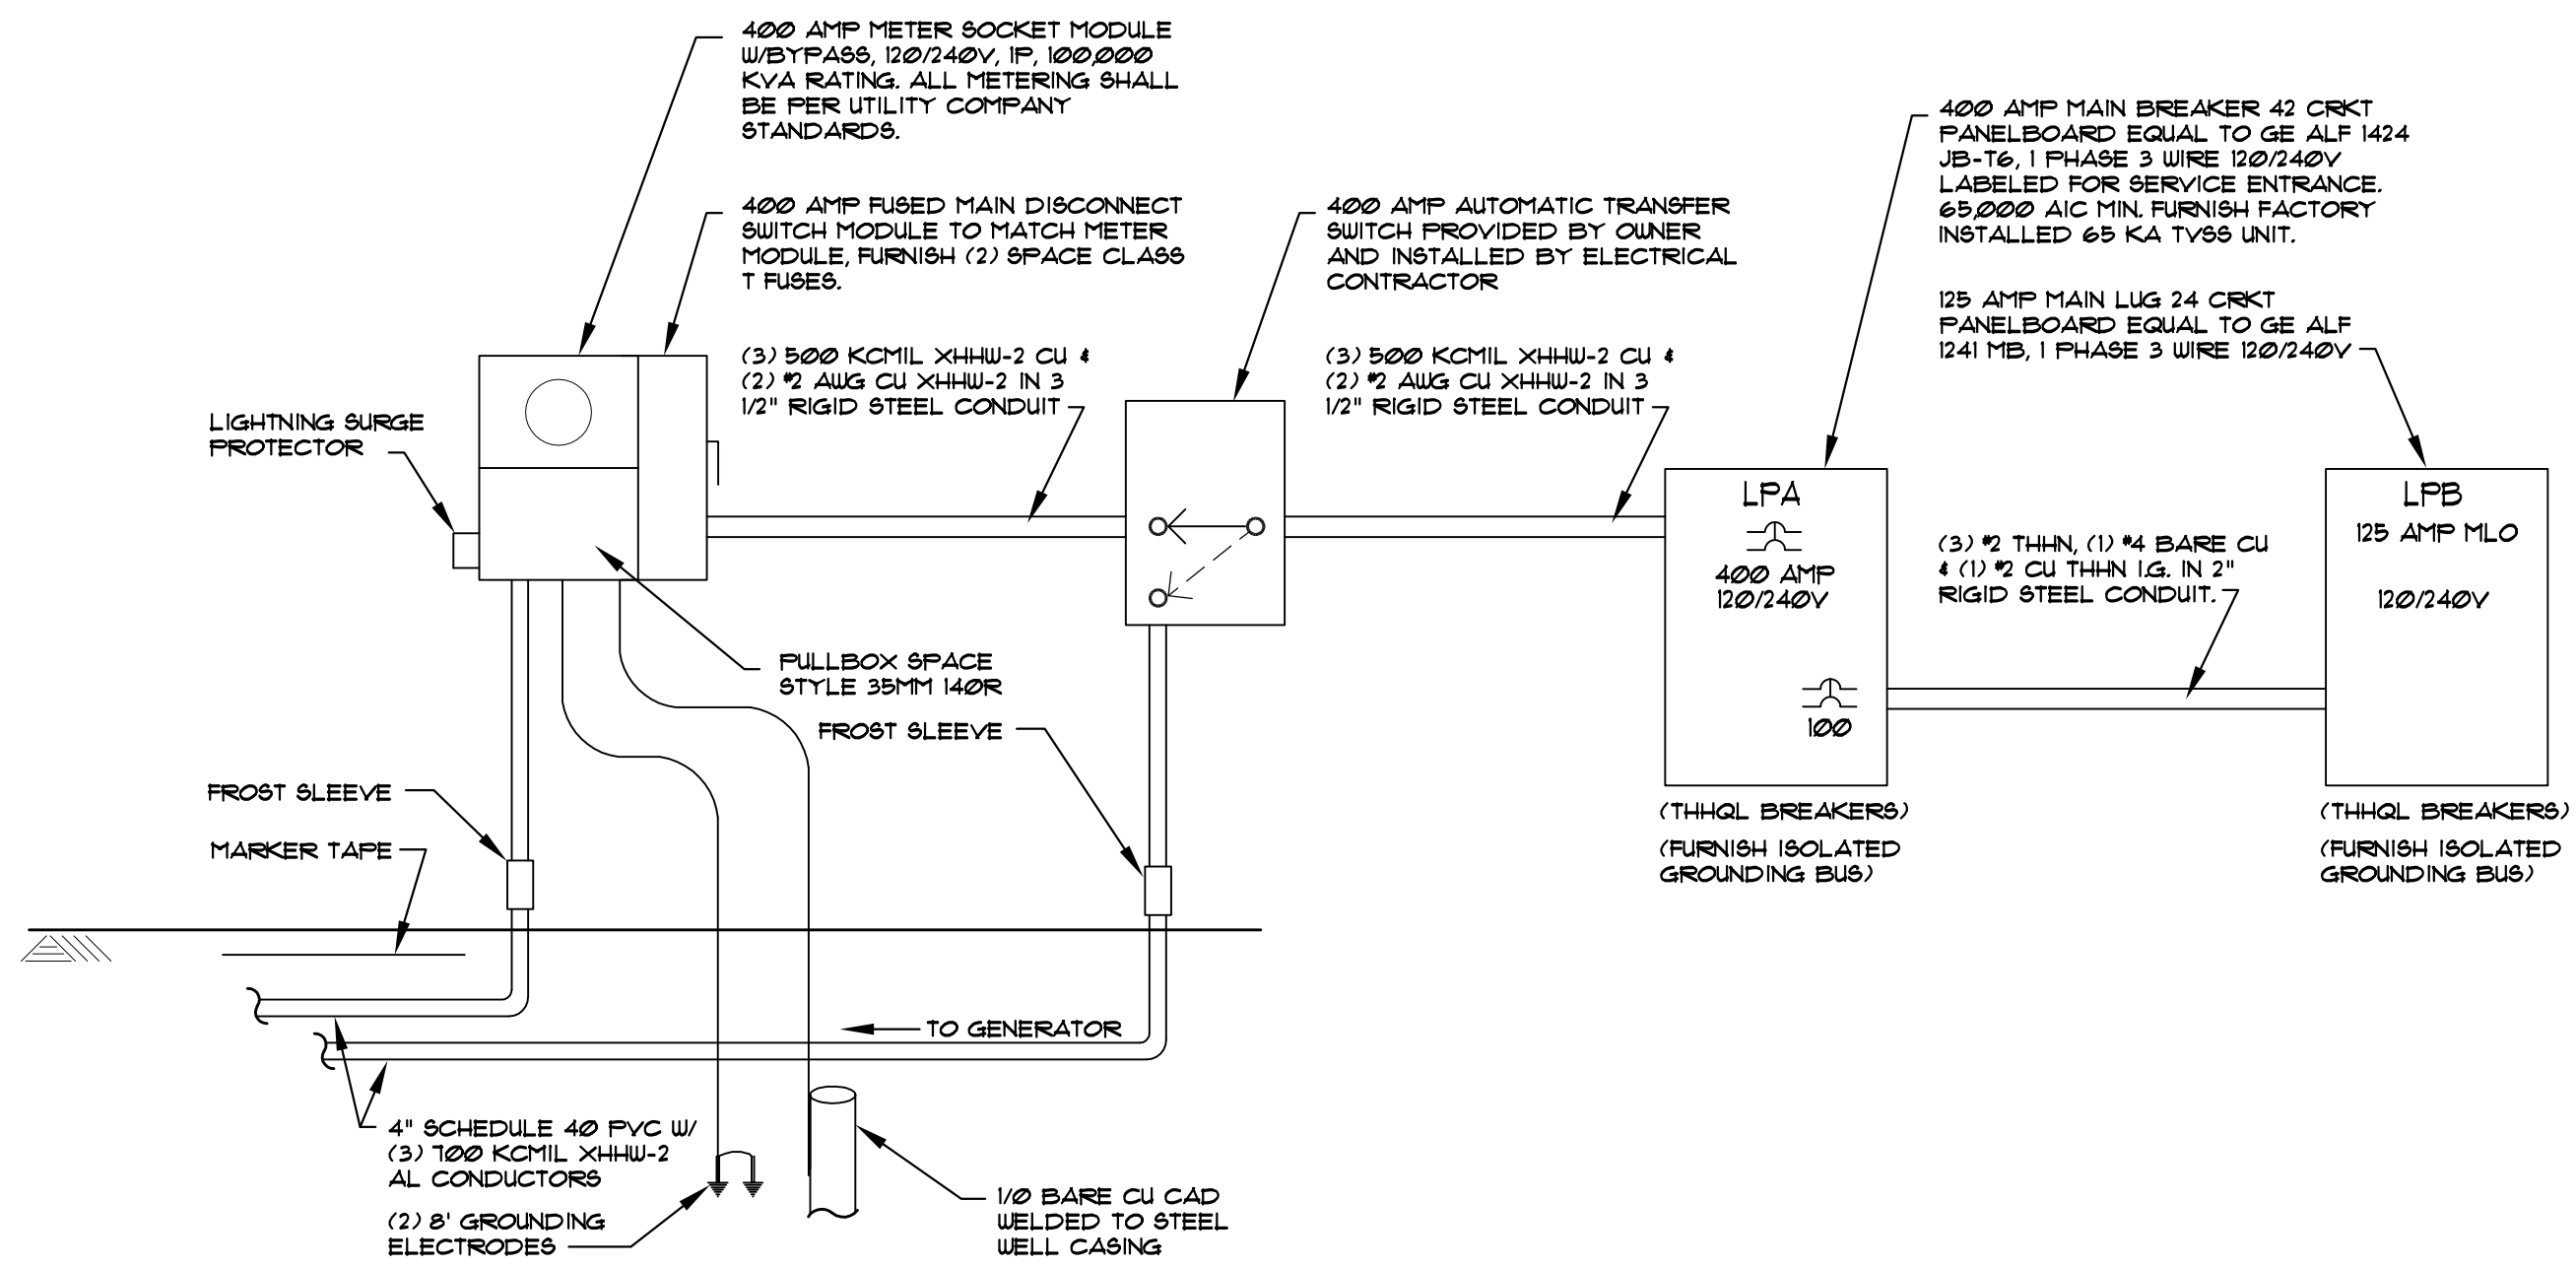 400 AMP METER SOCKET MODULE
W/BYPASS, 120/240V, 1P, 100,000
KVA RATING. ALL METERING SHALL
BE PER UTILITY COMPANY
STANDARDS.
400 AMP FUSED MAIN DISCONNECT
SWITCH MODULE TO MATCH METER
MODULE, FURNISH (2) SPACE CLASS
T FUSES.
(3) 500 KCMIL XHHW-2 CU &
(2) #2 AWG CU XHHW-2 IN 3
1/2" RIGID STEEL CONDUIT
400 AMP AUTOMATIC TRANSFER
SWITCH PROVIDED BY OWNER
AND INSTALLED BY ELECTRICAL
CONTRACTOR
(3) 500 KCMIL XHHW-2 CU &
(2) #2 AWG CU XHHW-2 IN 3
1/2" RIGID STEEL CONDUIT
400 AMP MAIN BREAKER 42 CRKT
PANELBOARD EQUAL TO GE ALF 1424
JB-T6, 1 PHASE 3 WIRE 120/240V
LABELED FOR SERVICE ENTRANCE.
65,000 AIC MIN. FURNISH FACTORY
INSTALLED 65 KA TVSS UNIT.
125 AMP MAIN LUG 24 CRKT
PANELBOARD EQUAL TO GE ALF
1241 MB, 1 PHASE 3 WIRE 120/240V
LIGHTNING SURGE
PROTECTOR
LPA
400 AMP
120/240V
100
(THHQL BREAKERS)
(FURNISH ISOLATED
GROUNDING BUS)
(3) #2 THHN, (1) #4 BARE CU
& (1) #2 CU THHN I.G. IN 2"
RIGID STEEL CONDUIT.
LPB
125 AMP MLO
120/240V
(THHQL BREAKERS)
(FURNISH ISOLATED
GROUNDING BUS)
PULLBOX SPACE
STYLE 35MM 140R
FROST SLEEVE
FROST SLEEVE
MARKER TAPE
TO GENERATOR
4" SCHEDULE 40 PVC W/
(3) 700 KCMIL XHHW-2
AL CONDUCTORS
(2) 8' GROUNDING
ELECTRODES
1/0 BARE CU CAD
WELDED TO STEEL
WELL CASING